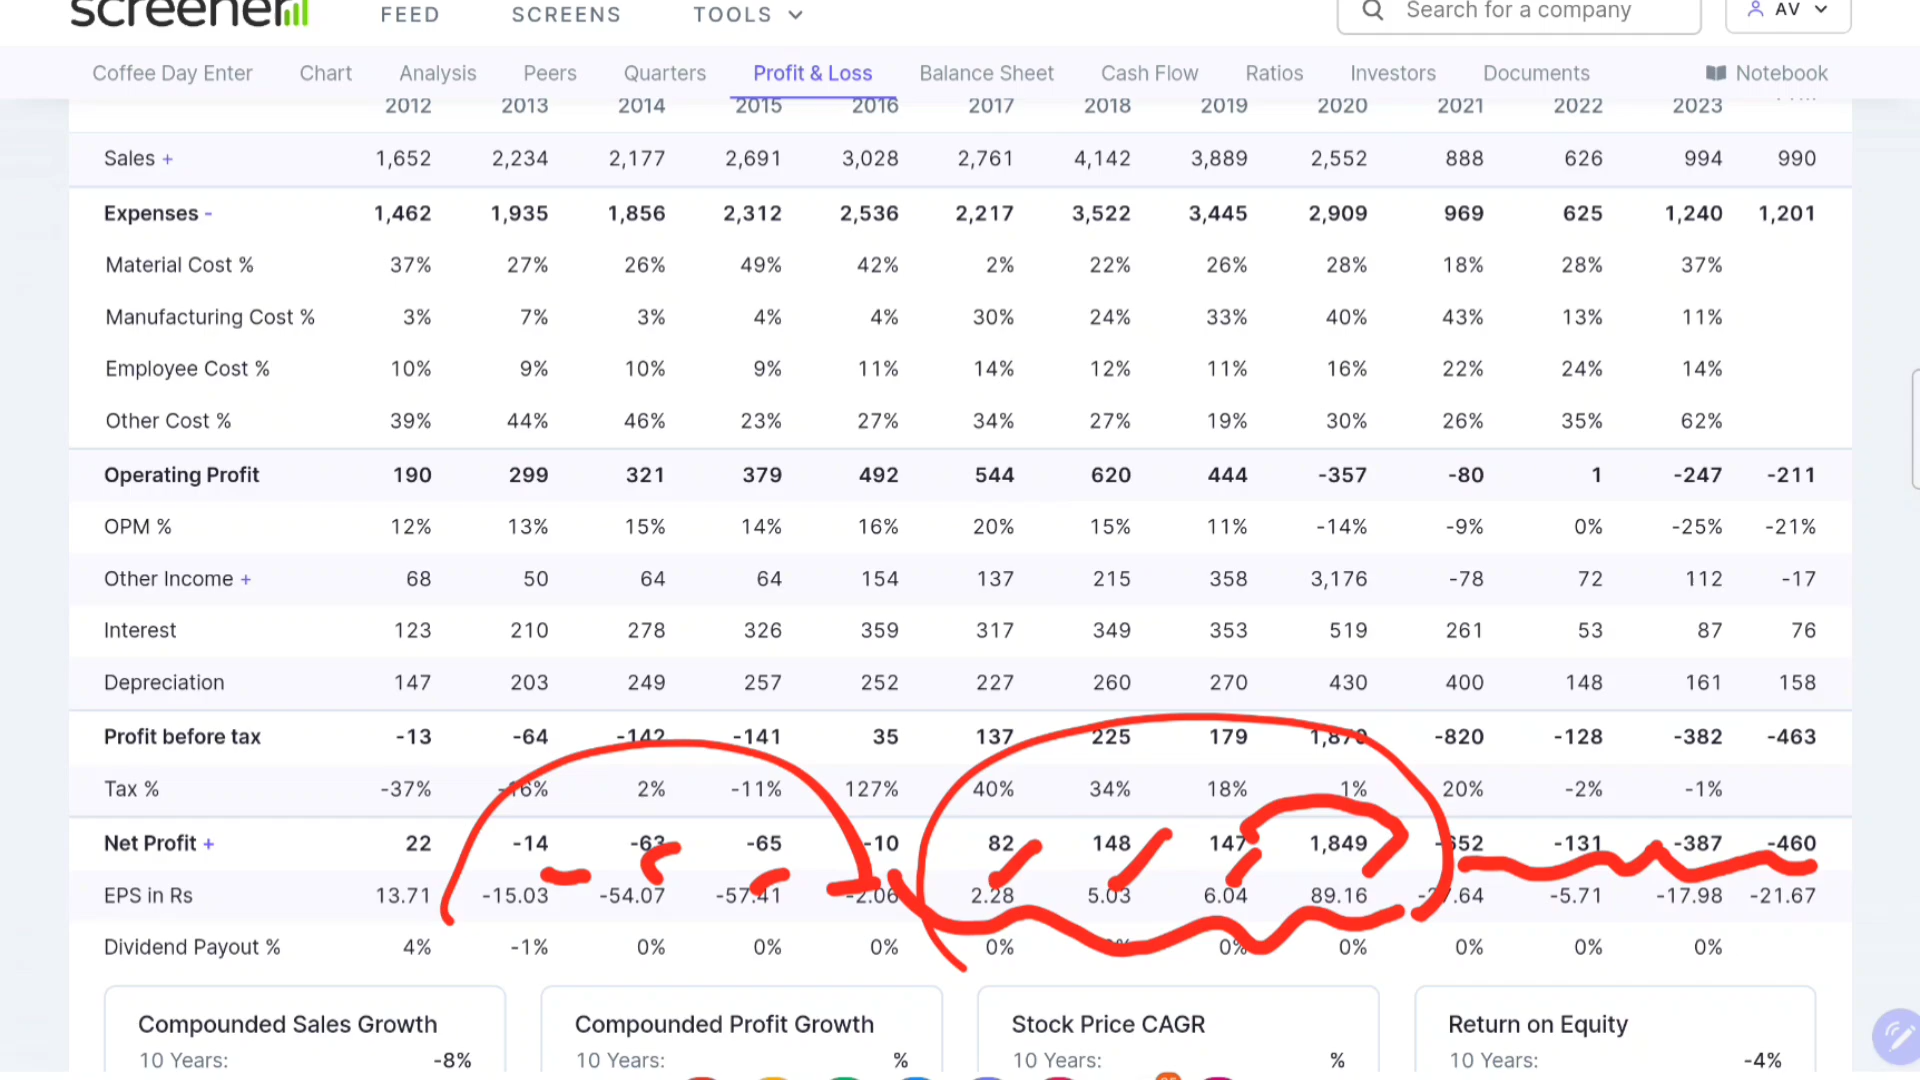 screener
FEED SCREENS TOOLS Search for a company AV
Coffee Day Enter Chart Analysis Peers Quarters Profit & Loss Balance Sheet Cash Flow Ratios Investors Documents Notebook
2012 2013 2014 2015 2016 2017 2018 2019 2020 2021 2022 2023
Sales + 1,652 2,234 2,177 2,691 3,028 2,761 4,142 3,889 2,552 888 626 994 990
Expenses - 1,462 1,935 1,856 2,312 2,536 2,217 3,522 3,445 2,909 969 625 1,240 1,201
Material Cost % 37% 27% 26% 49% 42% 2% 22% 26% 28% 18% 28% 37%
Manufacturing Cost % 3% 7% 3% 4% 4% 30% 24% 33% 40% 43% 13% 11%
Employee Cost % 10% 9% 10% 9% 11% 14% 12% 11% 16% 22% 24% 14%
Other Cost % 39% 44% 46% 23% 27% 34% 27% 19% 30% 26% 35% 62%
Operating Profit 190 299 321 379 492 544 620 444 -357 -80 1 -247 -211
OPM % 12% 13% 15% 14% 16% 20% 15% 11% -14% -9% 0% -25% -21%
Other Income + 68 50 64 64 154 137 215 358 3,176 -78 72 112 -17
Interest 123 210 278 326 359 317 349 353 519 261 53 87 76
Depreciation 147 203 249 257 252 227 260 270 430 400 148 161 158
Profit before tax -13 -64 -142 -141 35 137 225 179 1,870 -820 -128 -382 -463
Tax % -37% 2% -11% 127% 40% 34% 18% 1% 20% -2% -1%
Net Profit + 22 -14 -63 -65 -10 82 148 147 1,849 -131 -387 -460
EPS in Rs 13.71 -15.03 -54.07 -57.41 -2.06 2.28 5.03 6.04 89.16 -5.71 -17.98 -21.67
Dividend Payout % 4% -1% 0% 0% 0% 0% 0% 0% 0% 0% 0%
Compounded Sales Growth Compounded Profit Growth Stock Price CAGR Return on Equity
10 Years: -8% 10 Years: % 10 Years: % 10 Years: -4%